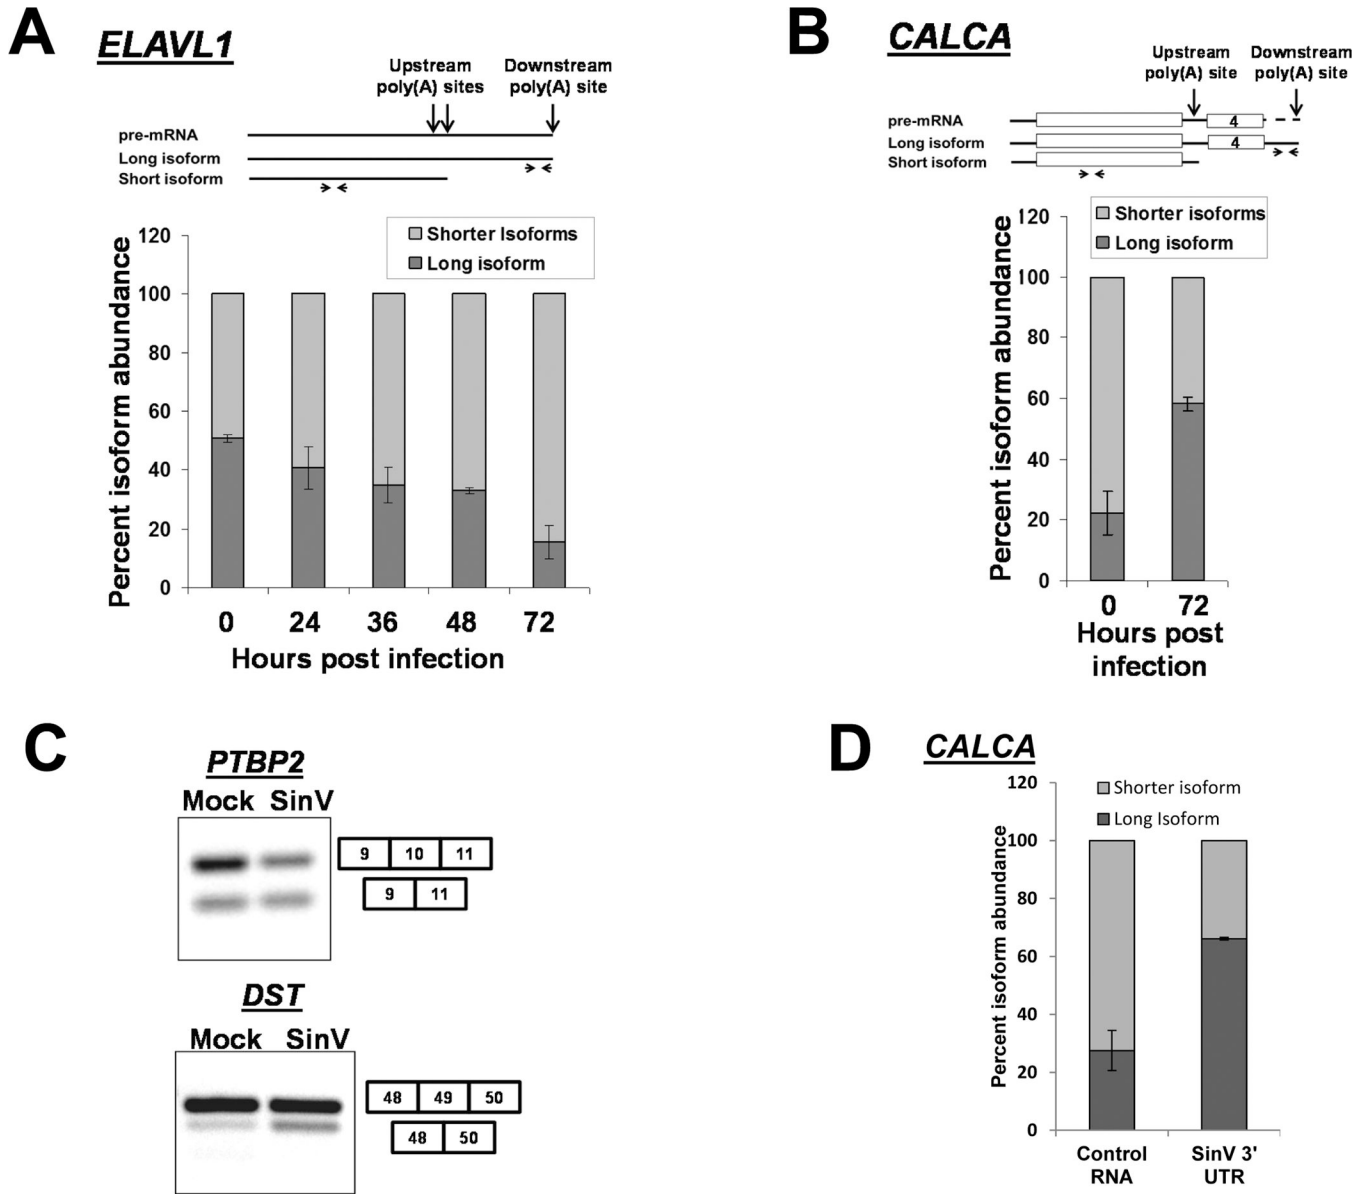 A
ELAVL1
Upstream
poly(A) sites
Downstream
poly(A) site
pre-mRNA
Long isoform
Short isoform
Shorter Isoforms
Long isoform
Percent isoform abundance
120
100
80
60
40
20
0
0 24 36 48 72
Hours post infection
B
CALCA
Upstream
poly(A) site
Downstream
poly(A) site
pre-mRNA
4
Long isoform
4
Short isoform
Shorter isoforms
Long isoform
Percent isoform abundance
120
100
80
60
40
20
0
0 72
Hours post
infection
C
PTBP2
Mock SinV
9 10 11
9 11
DST
Mock SinV
48 49 50
48 50
D
CALCA
Shorter isoform
Long Isoform
Percent isoform abundance
120
100
80
60
40
20
0
Control
RNA
SinV 3'
UTR